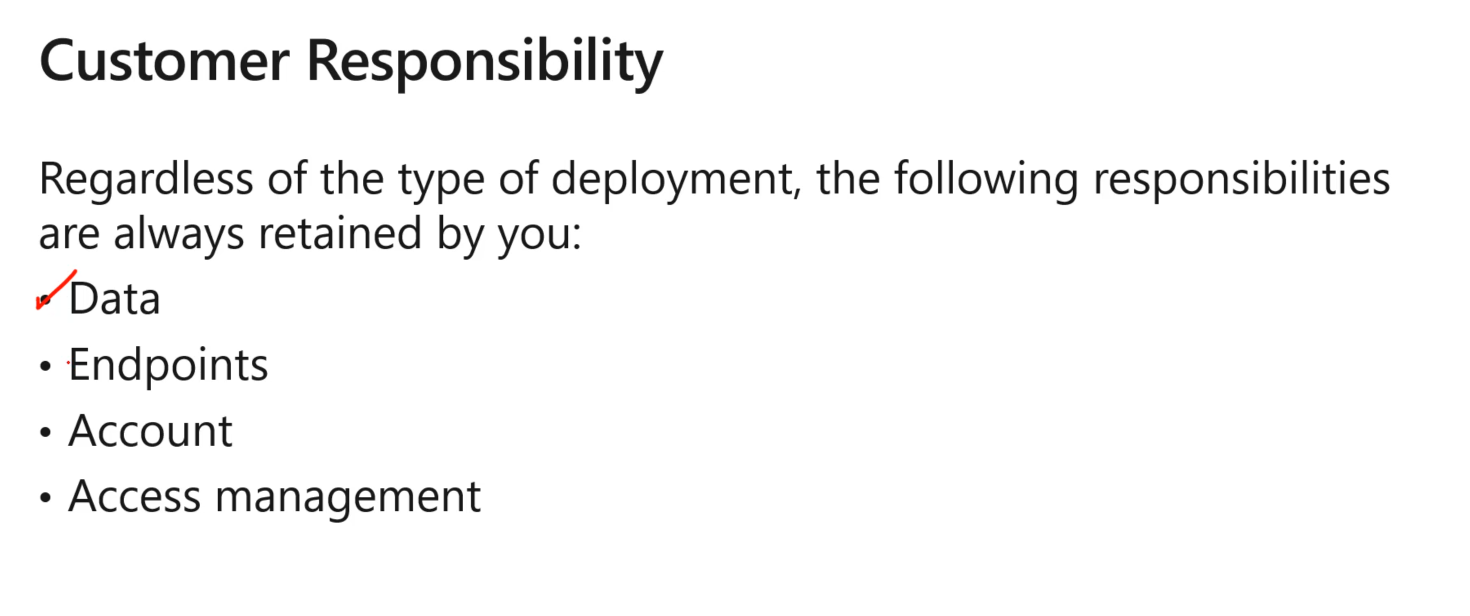 Customer Responsibility
Regardless of the type of deployment, the following responsibilities
are always retained by you:
• Data
• Endpoints
• Account
• Access management